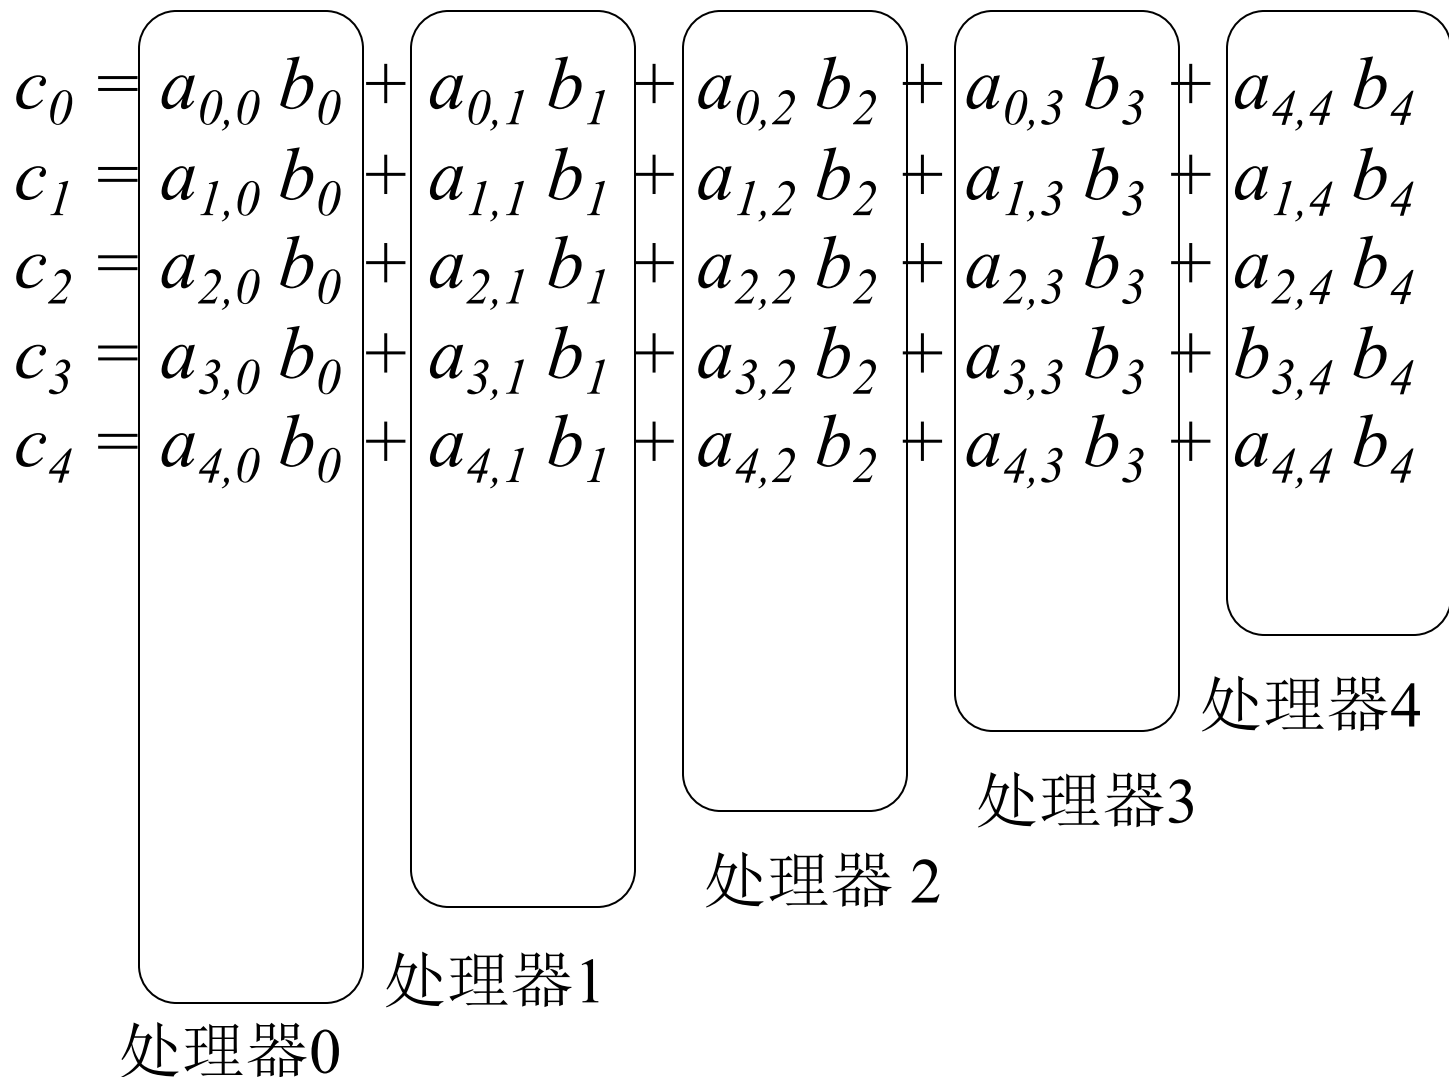 c0 = a0,0 b0 + a0,1 b1 + a0,2 b2 + a0,3 b3 + a4,4 b4
c1 = a1,0 b0 + a1,1 b1 + a1,2 b2 + a1,3 b3 + a1,4 b4
c2 = a2,0 b0 + a2,1 b1 + a2,2 b2 + a2,3 b3 + a2,4 b4
c3 = a3,0 b0 + a3,1 b1 + a3,2 b2 + a3,3 b3 + b3,4 b4
c4 = a4,0 b0 + a4,1 b1 + a4,2 b2 + a4,3 b3 + a4,4 b4
处理器4
处理器3
处理器 2
处理器1
处理器0